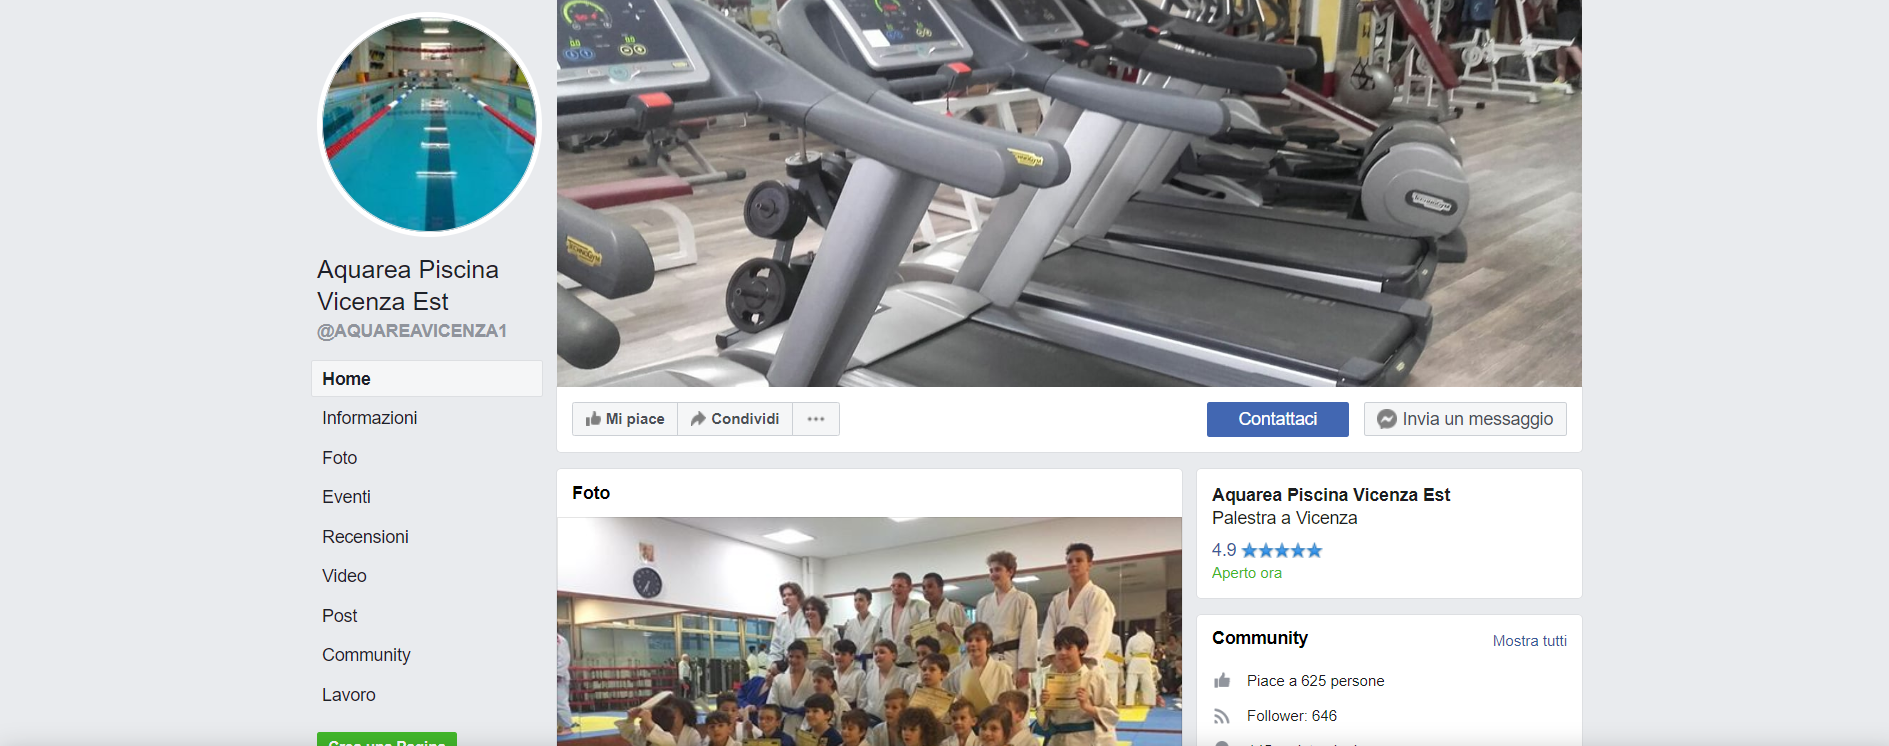 Aquarea Piscina
Vicenza Est
@AQUAREAVICENZA1
Home
Informazioni
Foto
Eventi
Recensioni
Video
Post
Community
Lavoro
TECHNOGYM
TECHNOGYM
Mi piace
Condividi
Contattaci
Invia un messaggio
Foto
Aquarea Piscina Vicenza Est
Palestra a Vicenza
4.9
Aperto ora
Community
Mostra tutti
Piace a 625 persone
Follower: 646